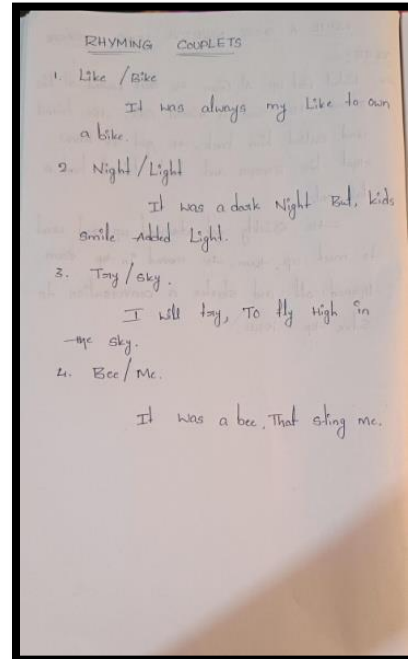 RHYMING COUPLETS
1. Like / Bike
It was always my Like to own
a bike.
2. Night / Light
It was a dark Night But, kids
smile Added Light.
3. Try / sky.
I will try, To fly High in
the sky.
4. Bee / Me.
It was a bee, That sting me.